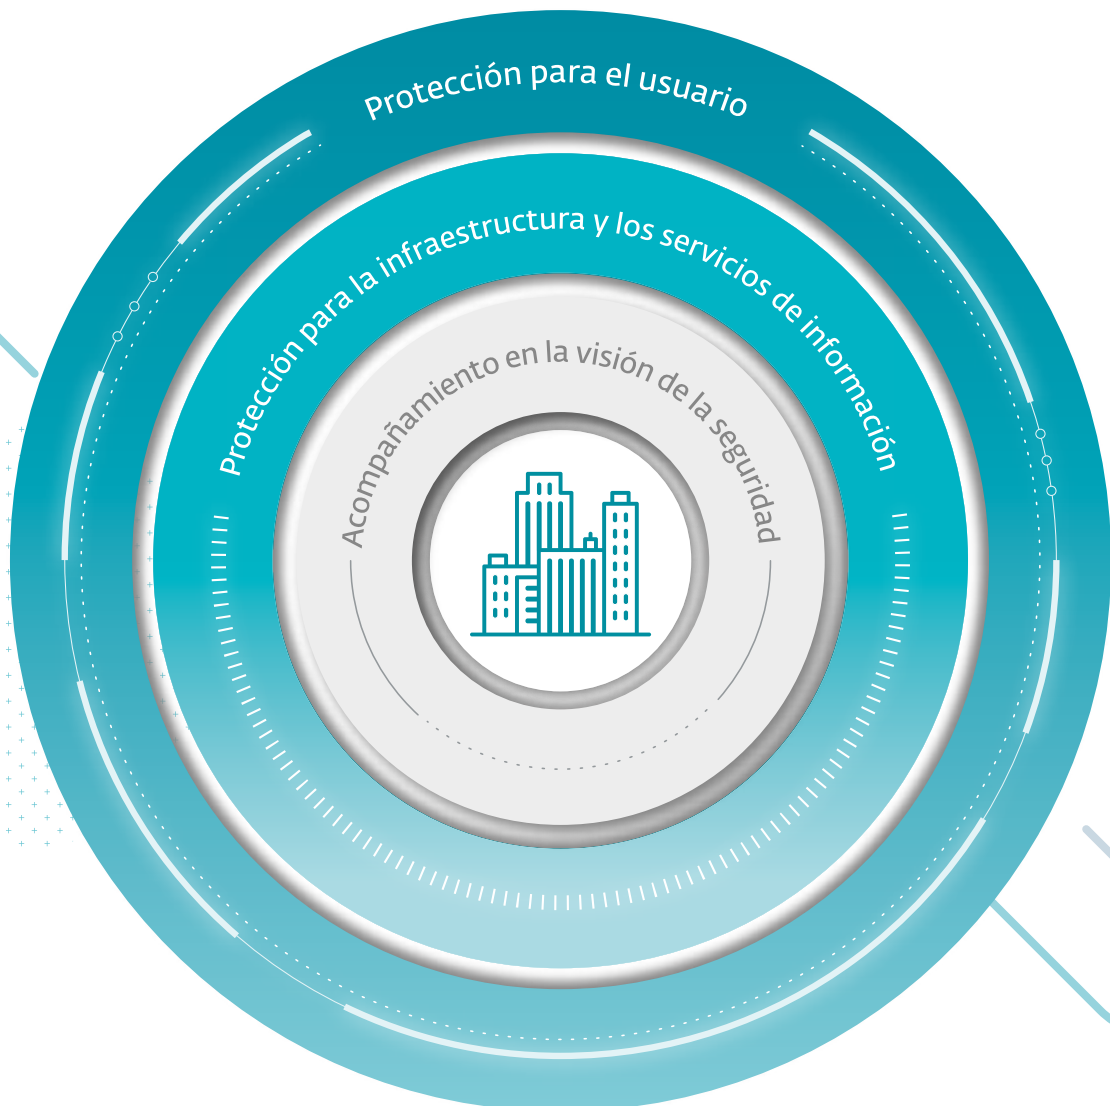 Protección para el usuario
Protección para la infraestructura y los servicios de información
Acompañamiento en la visión de la seguridad